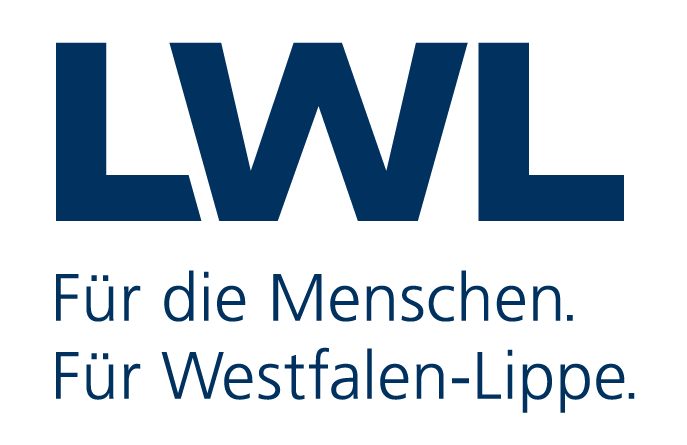 LWL
Für die Menschen.
Für Westfalen-Lippe.